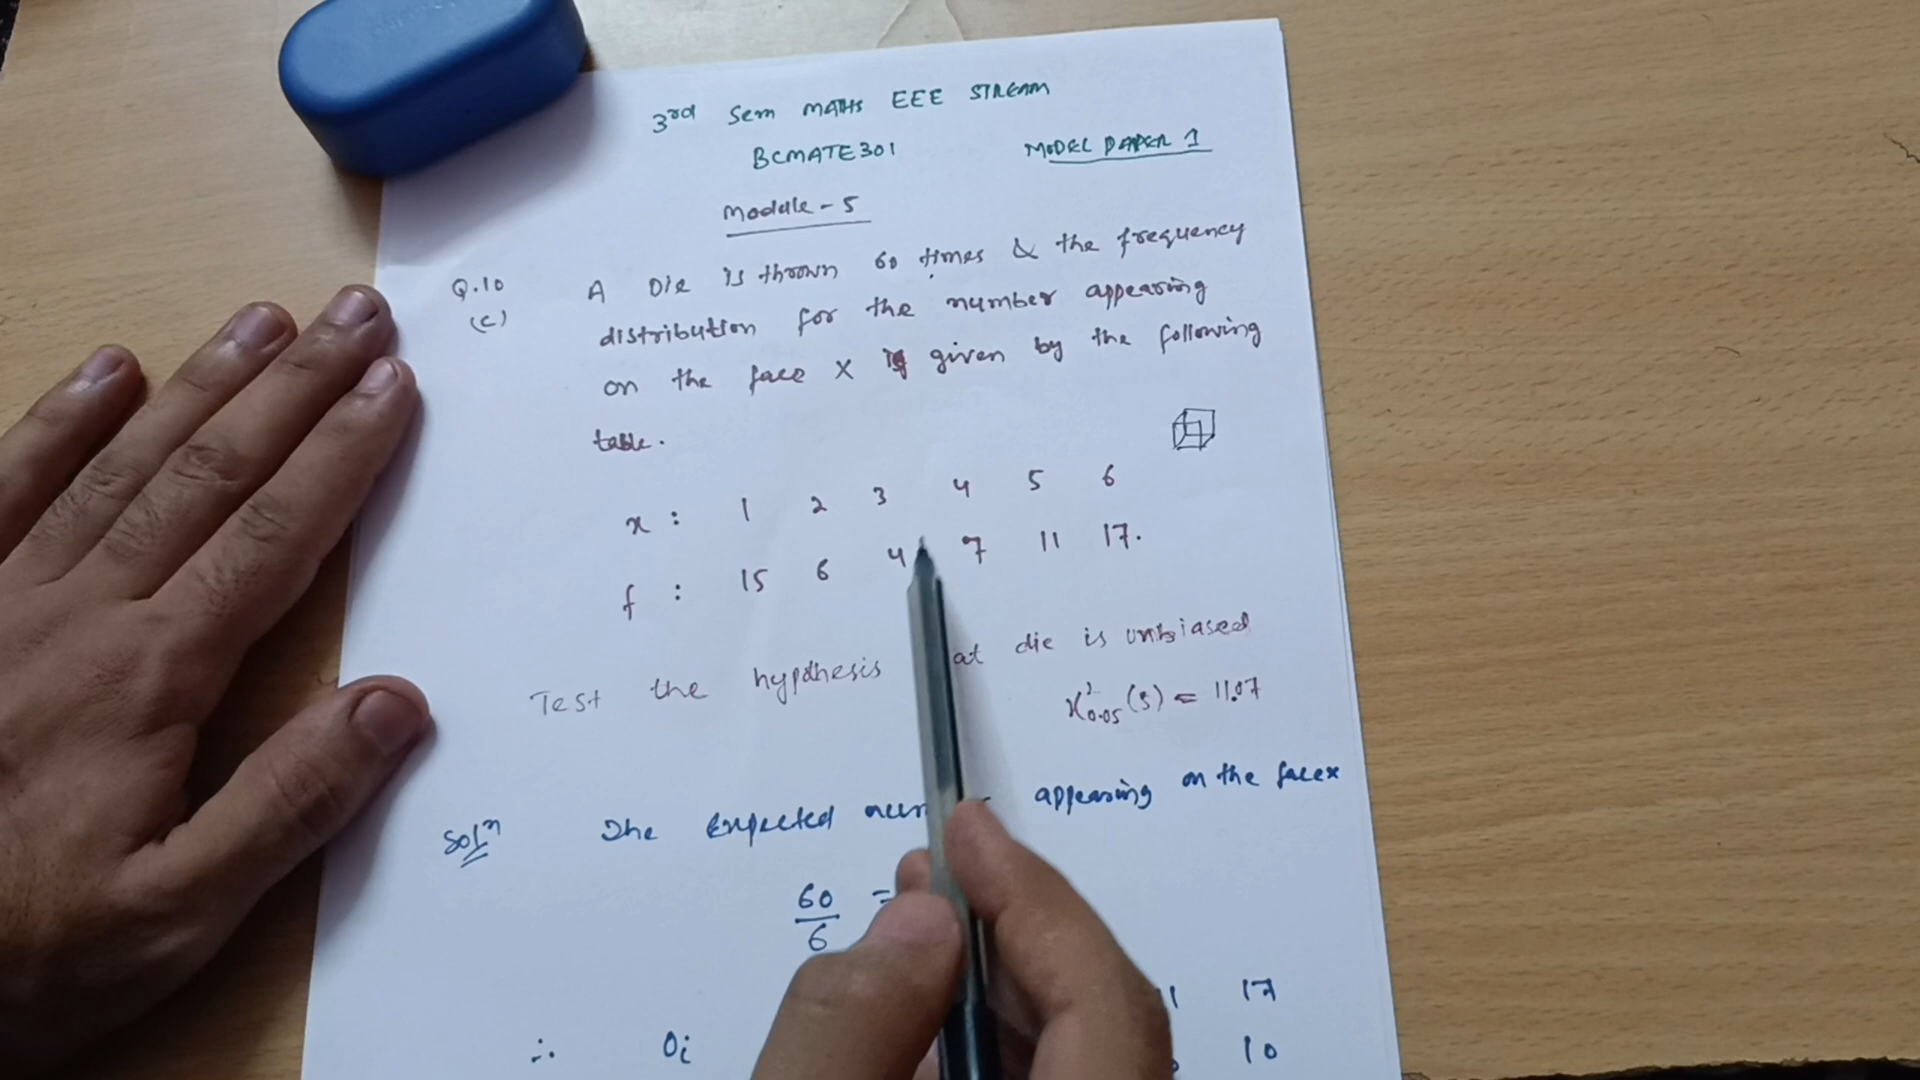 3rd Sem MATHS EEE STREAM
BCMATE301 MODEL PAPER 1
Module - 5
Q.10 A Die is thrown 60 times & the frequency
(c) distribution for the number appearing
on the face X is given by the following
table.
x : 1 2 3 4 5 6
f : 15 6 4 7 11 17.
Test the hypothesis at die is unbiased
χ²0.05 (5) = 11.07
Solⁿ The Expected appearing on the face x
60/6 =
17
∴ Oi 10